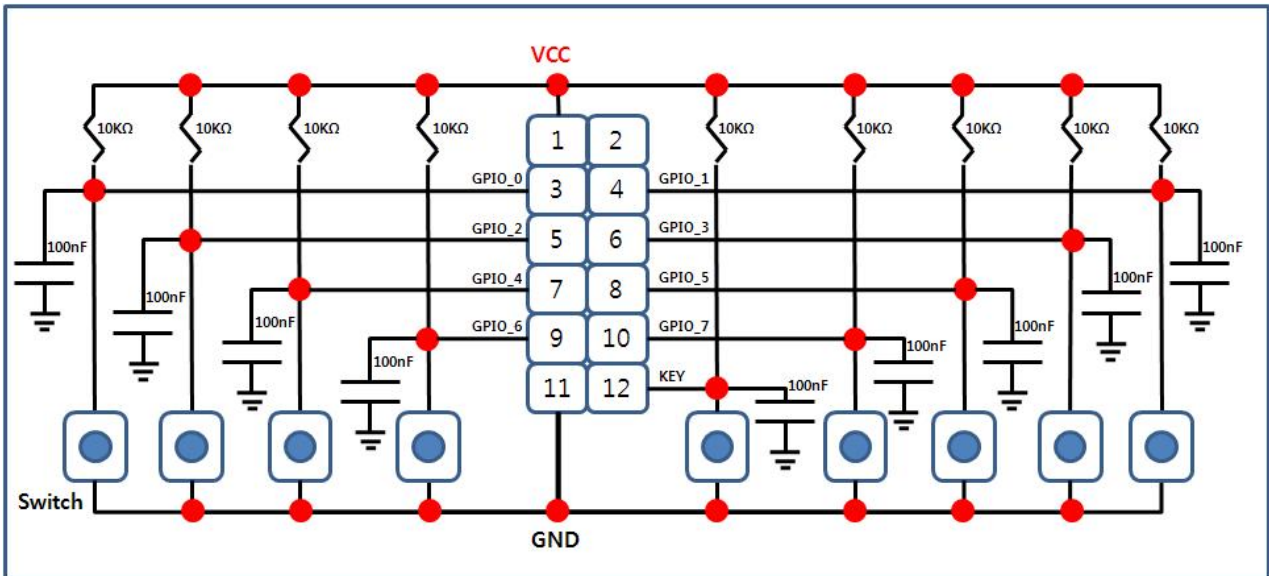 VCC
10KΩ 10KΩ 10KΩ 10KΩ 1 2 10KΩ 10KΩ 10KΩ 10KΩ 10KΩ
GPIO_0 3 4 GPIO_1
GPIO_2 5 6 GPIO_3
100nF 100nF
GPIO_4 7 8 GPIO_5
100nF 100nF
GPIO_6 9 10 GPIO_7
100nF 100nF
100nF 100nF
11 12 KEY
100nF
Switch
GND